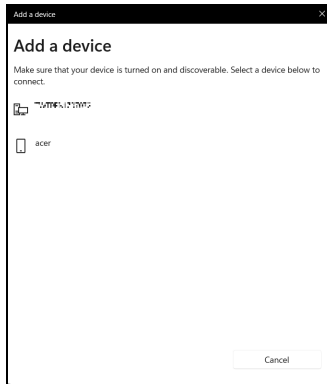 Add a device
Add a device
Make sure that your device is turned on and discoverable. Select a device below to
connect.
acer
Cancel